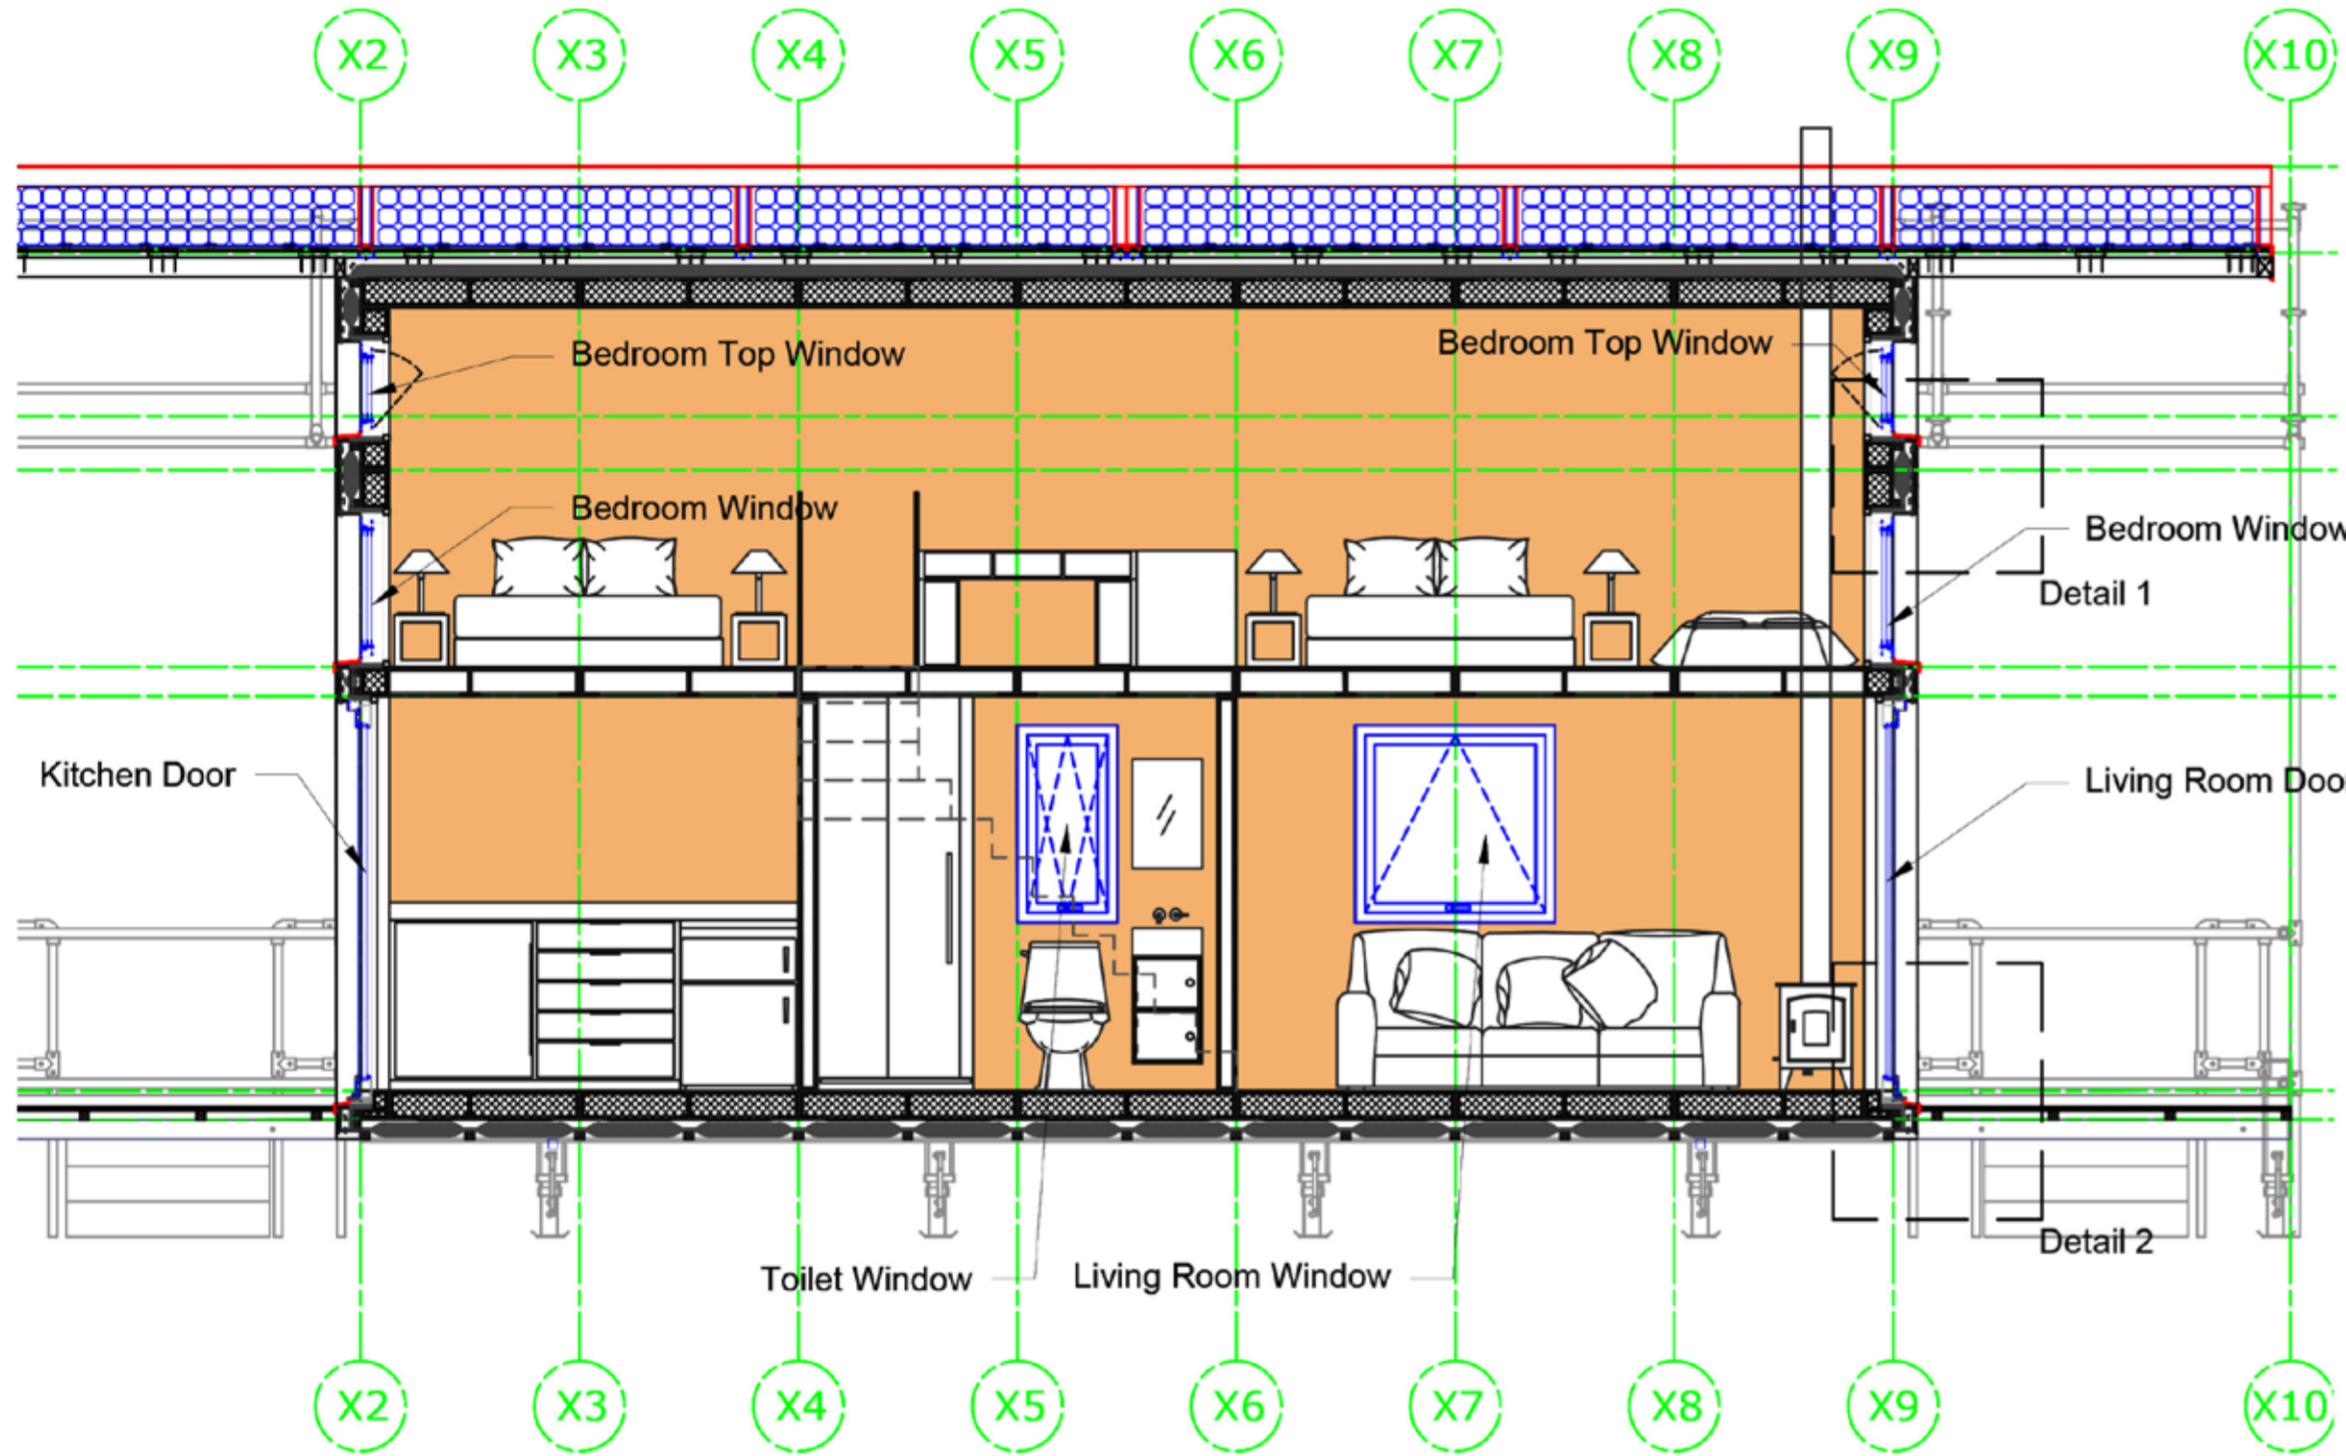 X2 X3 X4 X5 X6 X7 X8 X9 X10
Bedroom Top Window
Bedroom Top Window
Bedroom Window
Bedroom Window
Detail 1
Kitchen Door
Living Room Doo
Toilet Window
Living Room Window
Detail 2
X2 X3 X4 X5 X6 X7 X8 X9 X10